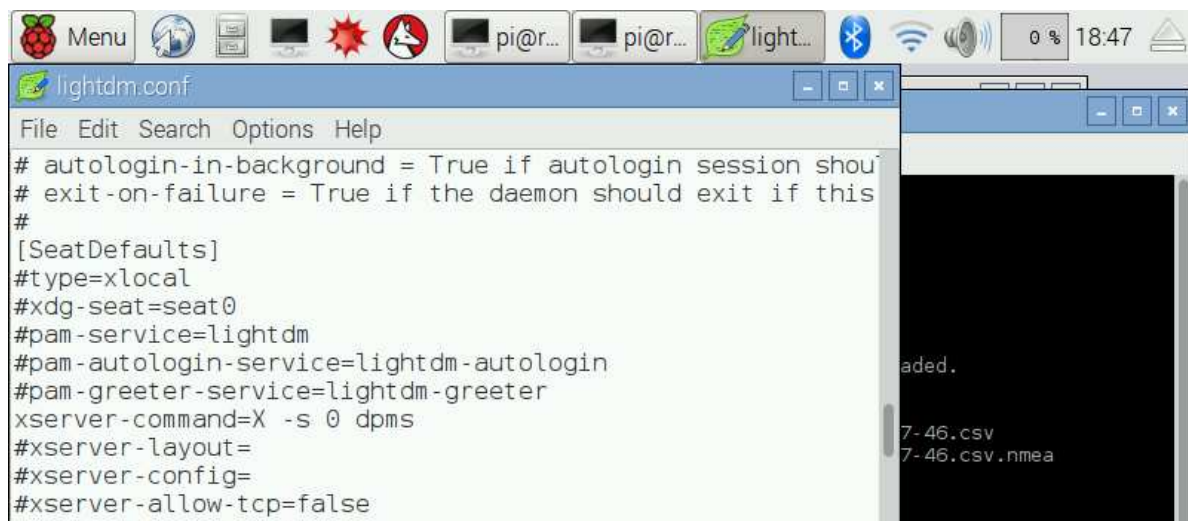 Menu pi@r... pi@r... light... 0 % 18:47
lightdm.conf
File Edit Search Options Help
# autologin-in-background = True if autologin session shou
# exit-on-failure = True if the daemon should exit if this
#
[SeatDefaults]
#type=xlocal
#xdg-seat=seat0
#pam-service=lightdm
#pam-autologin-service=lightdm-autologin
#pam-greeter-service=lightdm-greeter
xserver-command=X -s 0 dpms
#xserver-layout=
#xserver-config=
#xserver-allow-tcp=false
aded.
7-46.csv
7-46.csv.nmea